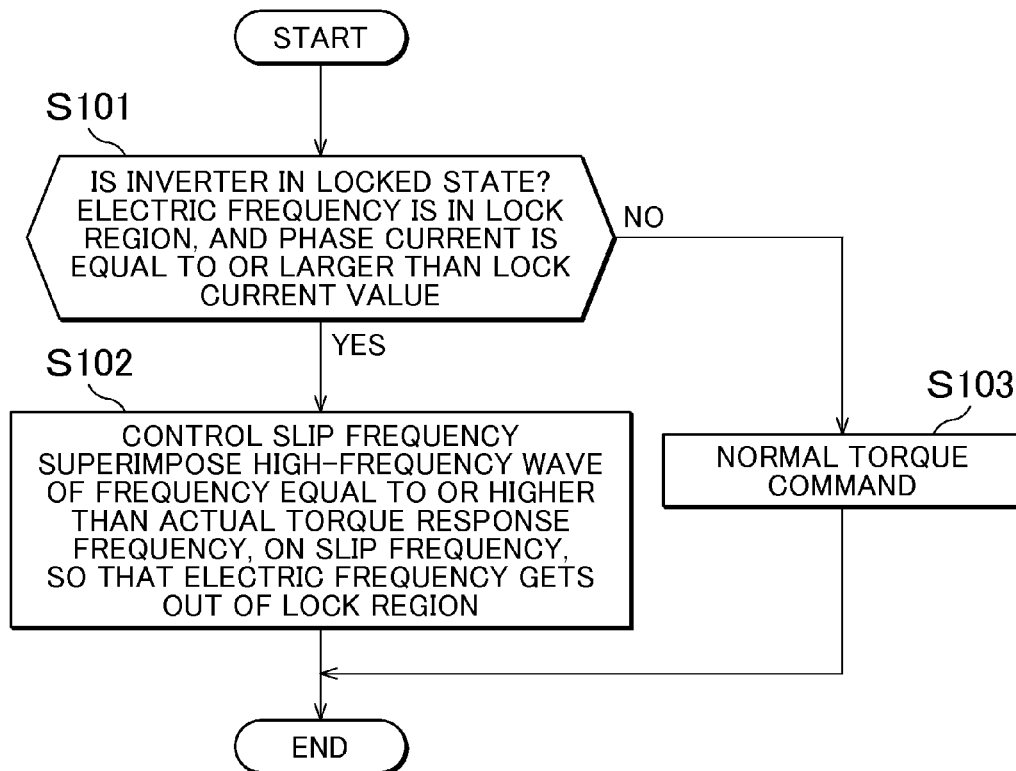 START
S101
IS INVERTER IN LOCKED STATE?
ELECTRIC FREQUENCY IS IN LOCK
REGION, AND PHASE CURRENT IS
EQUAL TO OR LARGER THAN LOCK
CURRENT VALUE
NO
YES
S102
CONTROL SLIP FREQUENCY
SUPERIMPOSE HIGH-FREQUENCY WAVE
OF FREQUENCY EQUAL TO OR HIGHER
THAN ACTUAL TORQUE RESPONSE
FREQUENCY, ON SLIP FREQUENCY,
SO THAT ELECTRIC FREQUENCY GETS
OUT OF LOCK REGION
S103
NORMAL TORQUE
COMMAND
END